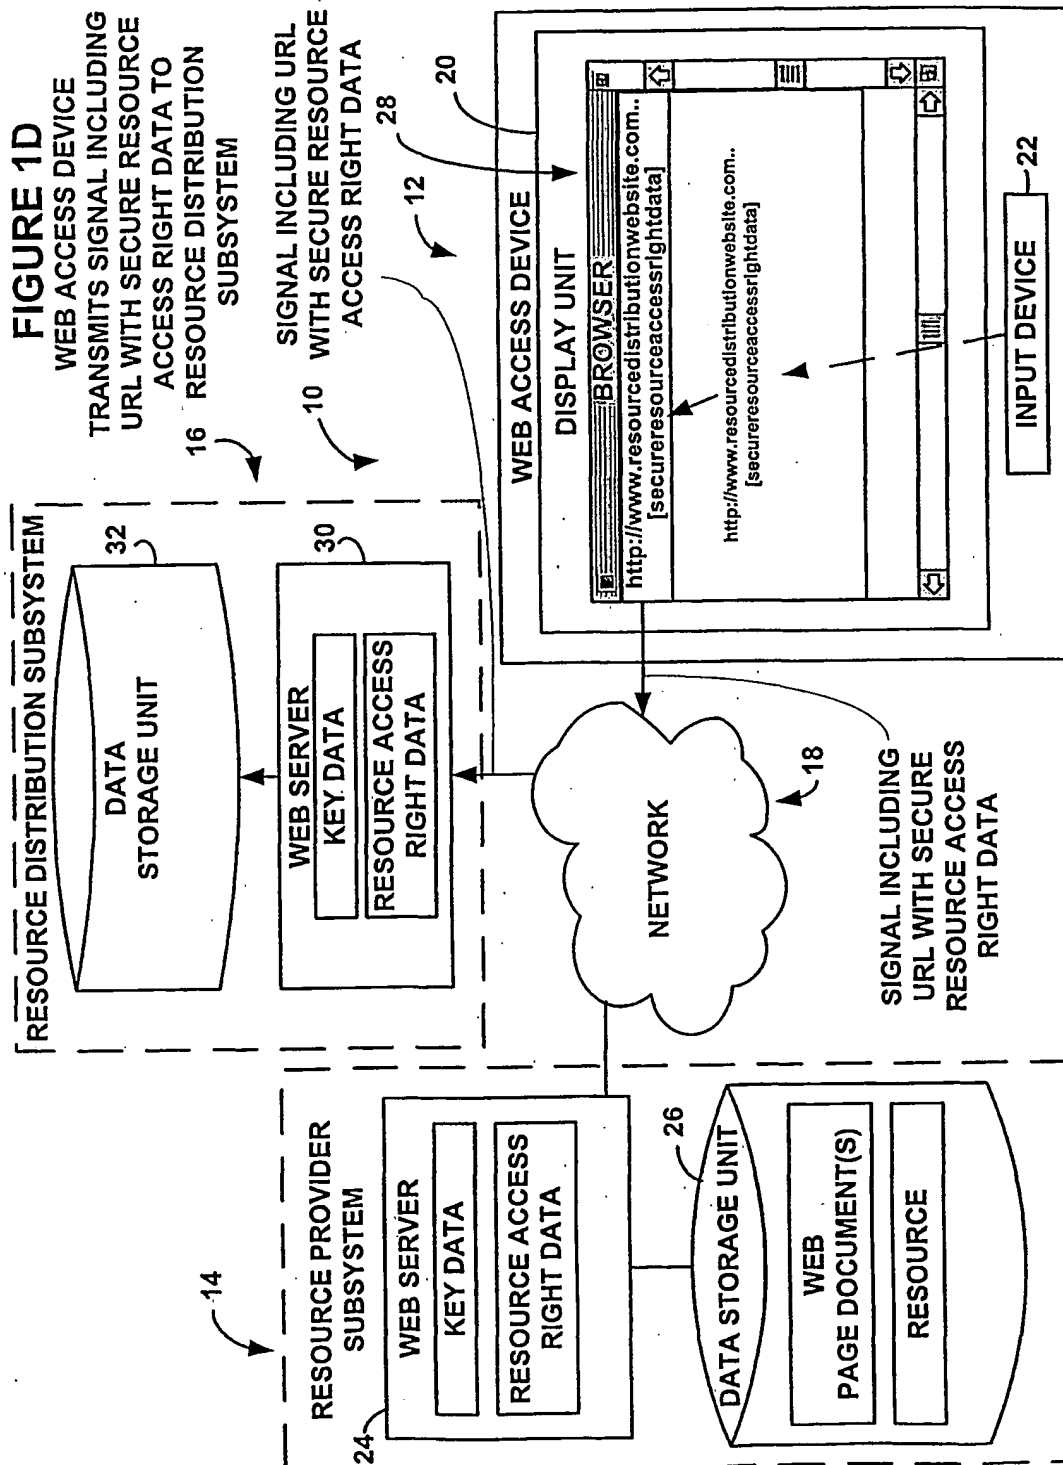 FIGURE 1D
WEB ACCESS DEVICE
TRANSMITS SIGNAL INCLUDING
URL WITH SECURE RESOURCE
ACCESS RIGHT DATA TO
RESOURCE DISTRIBUTION
SUBSYSTEM
16
10
SIGNAL INCLUDING URL
WITH SECURE RESOURCE
ACCESS RIGHT DATA
12
RESOURCE DISTRIBUTION SUBSYSTEM
32
DATA
STORAGE UNIT
30
WEB SERVER
KEY DATA
RESOURCE ACCESS
RIGHT DATA
14
RESOURCE PROVIDER
SUBSYSTEM
24
WEB SERVER
KEY DATA
RESOURCE ACCESS
RIGHT DATA
26
DATA STORAGE UNIT
WEB
PAGE DOCUMENT(S)
RESOURCE
NETWORK
18
SIGNAL INCLUDING
URL WITH SECURE
RESOURCE ACCESS
RIGHT DATA
WEB ACCESS DEVICE
20
DISPLAY UNIT
28
BROWSER
http://www.resourcedistributionwebsite.com..
[secureresourceaccessrightdata]
http://www.resourcedistributionwebsite.com..
[secureresourceaccessrightdata]
INPUT DEVICE
22